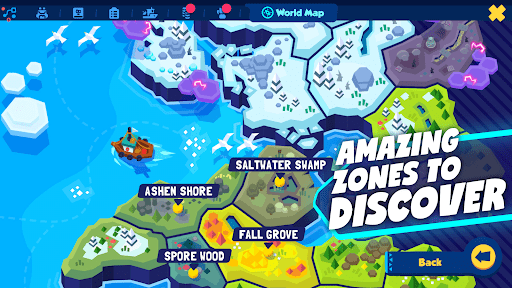 World Map
SALTWATER SWAMP
ASHEN SHORE
FALL GROVE
SPORE WOOD
AMAZING
ZONES TO
DISCOVER
Back